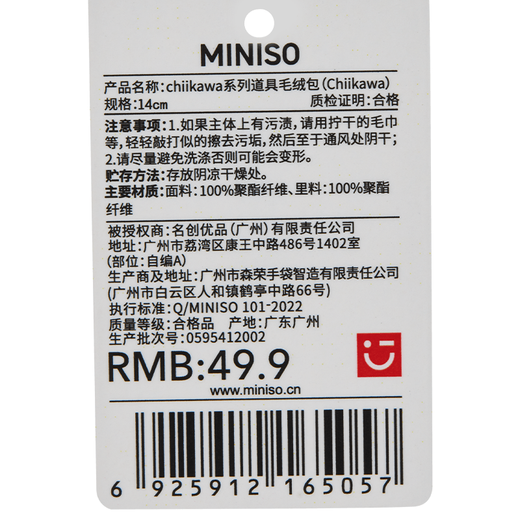 MINISO
产品名称:chiikawa系列道具毛绒包(Chiikawa)
规格:14cm 质检证明:合格
注意事项:1.如果主体上有污渍,请用拧干的毛巾
等,轻轻敲打似的擦去污垢,然后至于通风处阴干;
2.请尽量避免洗涤否则可能会变形。
贮存方法:存放阴凉干燥处。
主要材质:面料:100%聚酯纤维、里料:100%聚酯
纤维
被授权商:名创优品(广州)有限责任公司
地址:广州市荔湾区康王中路486号1402室
(部位:自编A)
生产商及地址:广州市森荣手袋智造有限责任公司
(广州市白云区人和镇鹤亭中路66号)
执行标准:Q/MINISO 101-2022
质量等级:合格品 产地:广东广州
生产批次号:0595412002
RMB:49.9
www.miniso.cn
6 925912 165057